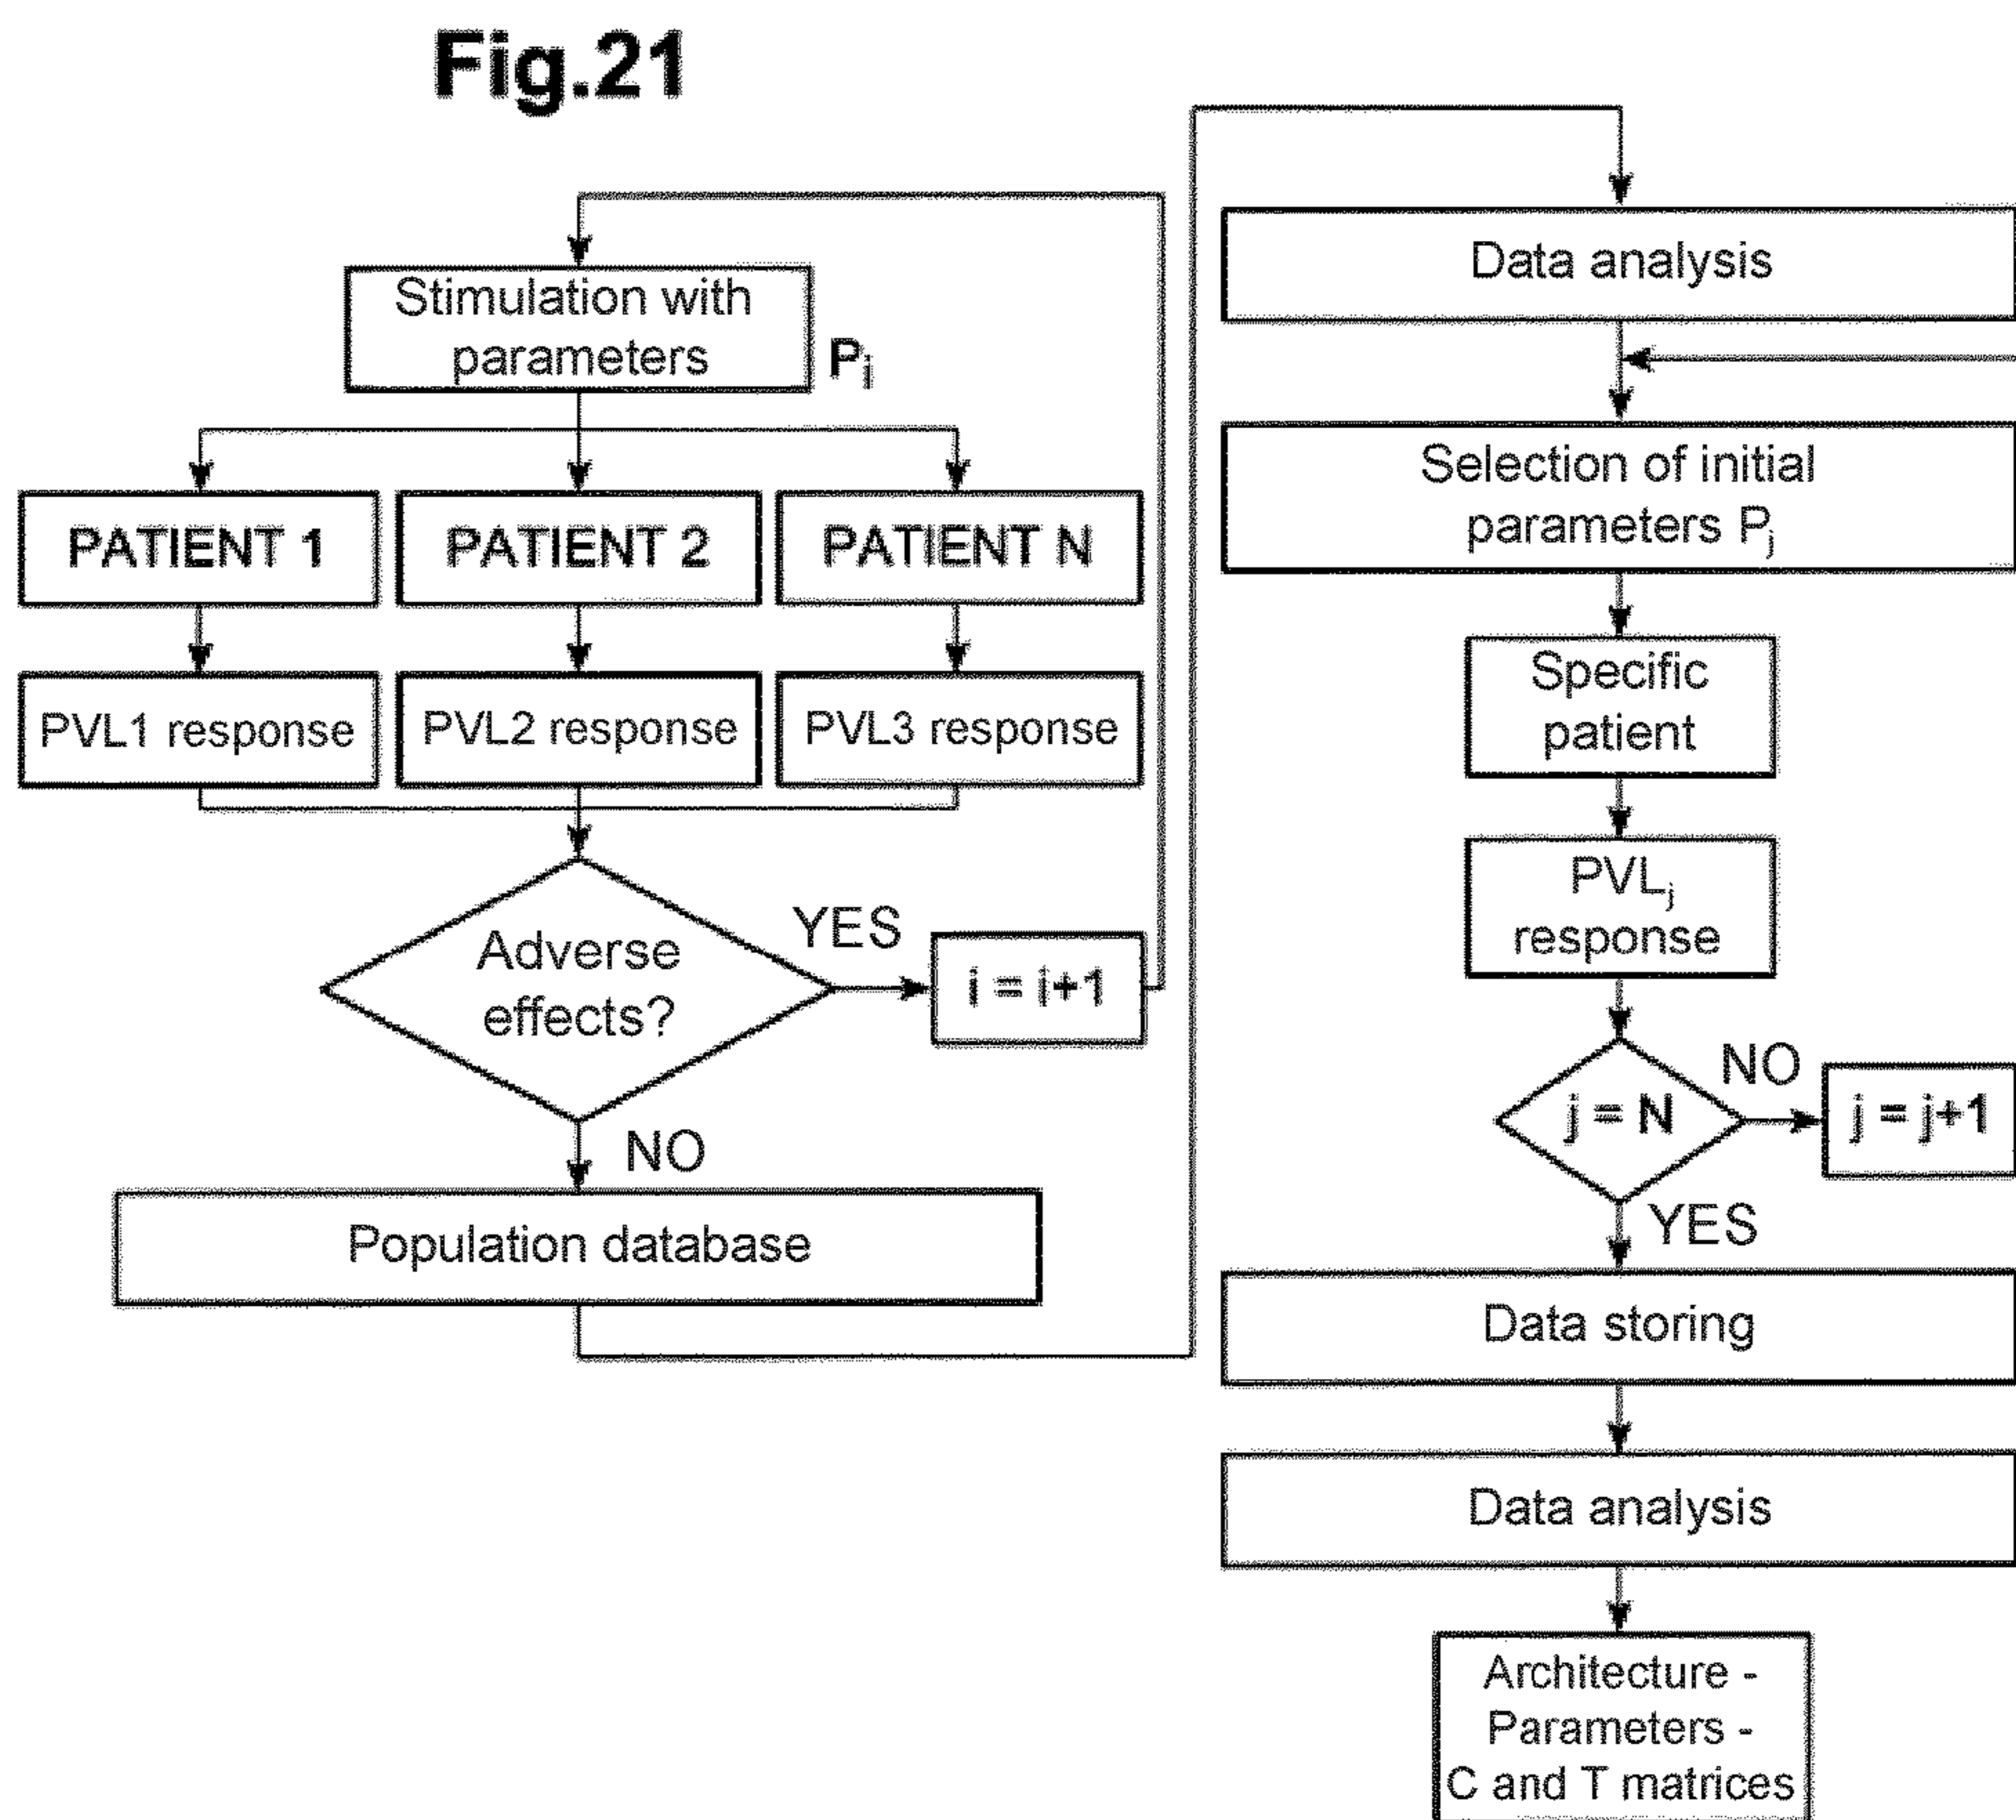 Fig.21
Stimulation with
parameters
Pi
PATIENT 1
PATIENT 2
PATIENT N
PVL1 response
PVL2 response
PVL3 response
Adverse
effects?
YES
i = i+1
NO
Population database
Data analysis
Selection of initial
parameters Pj
Specific
patient
PVLj
response
j = N
NO
j = j+1
YES
Data storing
Data analysis
Architecture -
Parameters -
C and T matrices